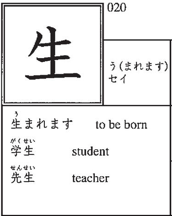 020
生
う(まれます)
セイ
う
生まれます to be born
がくせい
学生 student
せんせい
先生 teacher